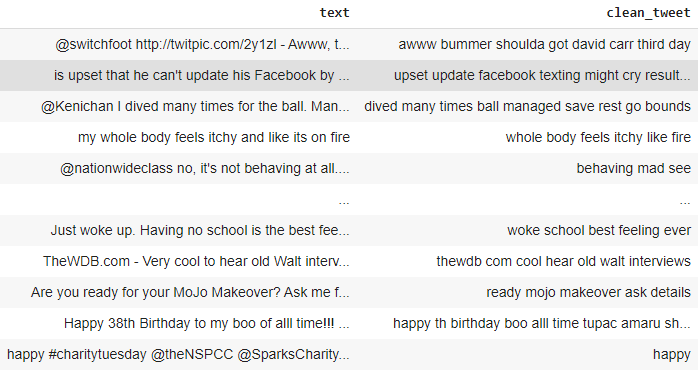 text clean_tweet
@switchfoot http://twitpic.com/2y1zl - Awww, t... awww bummer shoulda got david carr third day
is upset that he can't update his Facebook by ... upset update facebook texting might cry result...
@Kenichan I dived many times for the ball. Man... dived many times ball managed save rest go bounds
my whole body feels itchy and like its on fire whole body feels itchy like fire
@nationwideclass no, it's not behaving at all.... behaving mad see
... ...
Just woke up. Having no school is the best fee... woke school best feeling ever
TheWDB.com - Very cool to hear old Walt interv... thewdb com cool hear old walt interviews
Are you ready for your MoJo Makeover? Ask me f... ready mojo makeover ask details
Happy 38th Birthday to my boo of alll time!!! ... happy th birthday boo alll time tupac amaru sh...
happy #charitytuesday @theNSPCC @SparksCharity... happy